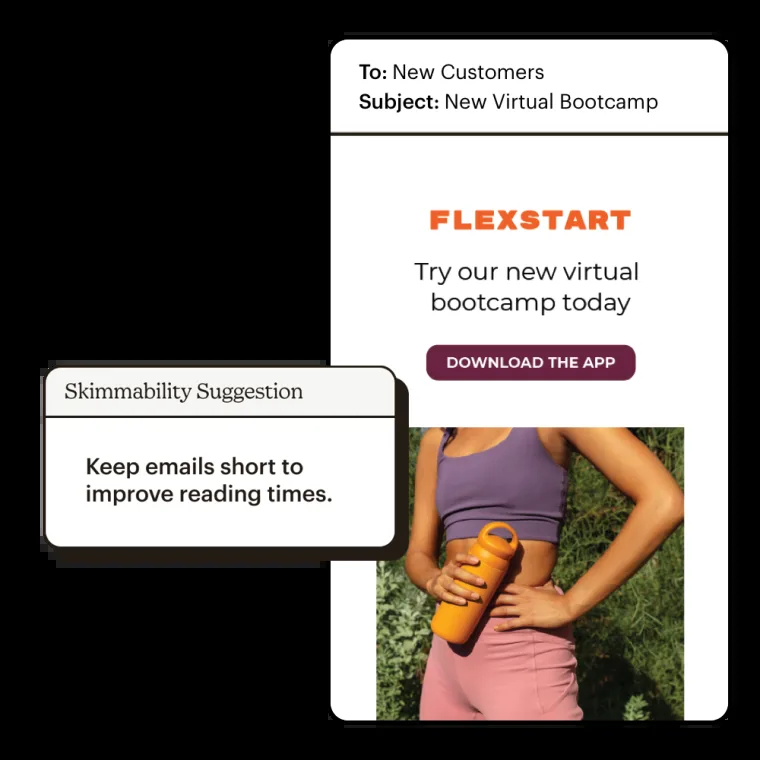 To: New Customers
Subject: New Virtual Bootcamp
FLEXSTART
Try our new virtual
bootcamp today
DOWNLOAD THE APP
Skimmability Suggestion
Keep emails short to
improve reading times.